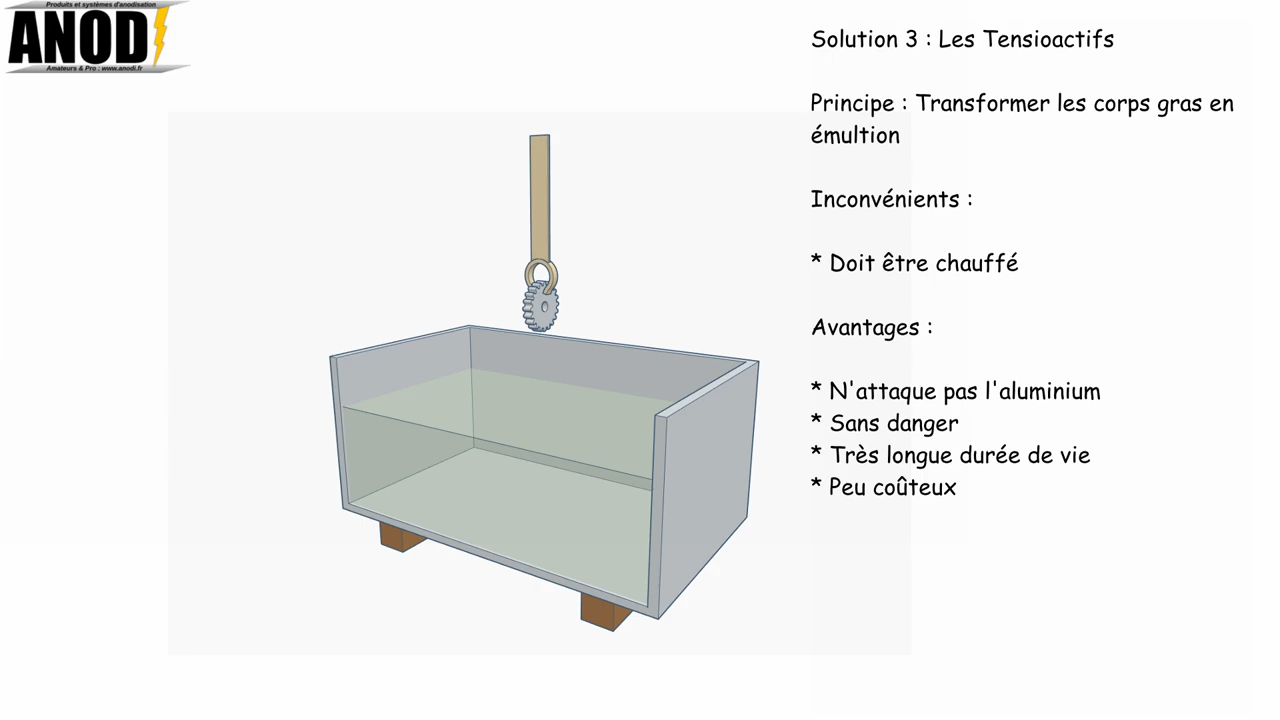 Produits et systèmes d'anodisation
ANODI
Amateurs & Pro : www.anodi.fr
Solution 3 : Les Tensioactifs
Principe : Transformer les corps gras en
émultion
Inconvénients :
* Doit être chauffé
Avantages :
* N'attaque pas l'aluminium
* Sans danger
* Très longue durée de vie
* Peu coûteux